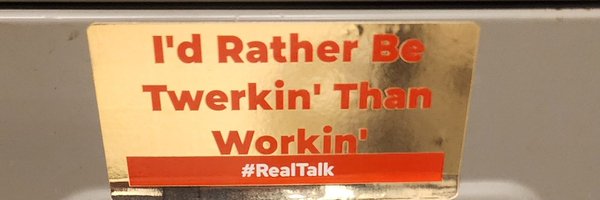 I'd Rather Be
Twerkin' Than
Workin'
#RealTalk